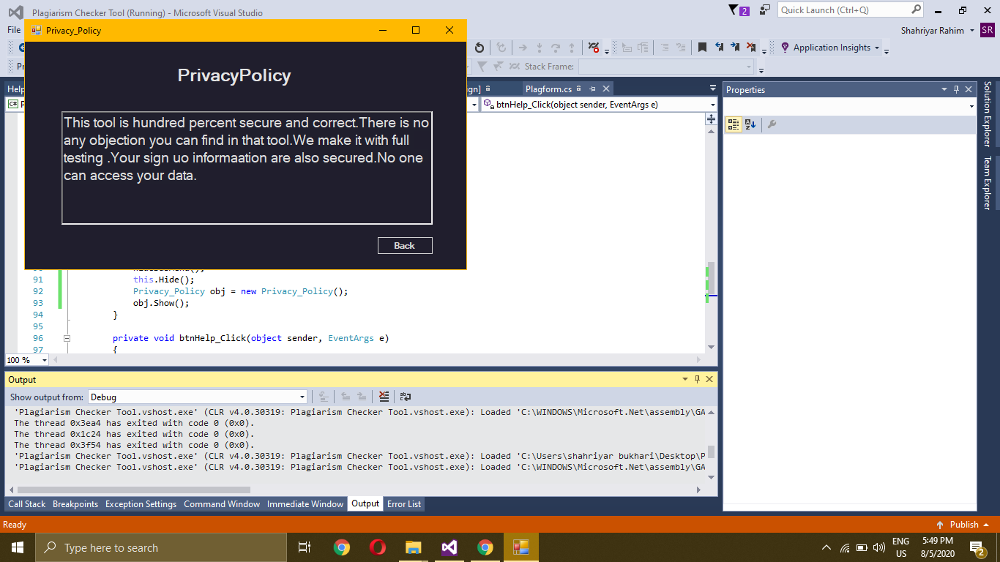 Plagiarism Checker Tool (Running) - Microsoft Visual Studio
2
Quick Launch (Ctrl+Q)
File
Privacy_Policy
Shahriyar Rahim
SR
Application Insights
Stack Frame:
PrivacyPolicy
This tool is hundred percent secure and correct.There is no
any objection you can find in that tool.We make it with full
testing .Your sign uo informaation are also secured.No one
can access your data.
Back
Plagform.cs
btnHelp_Click(object sender, EventArgs e)
Properties
Solution Explorer
Team Explorer
91 this.Hide();
92 Privacy_Policy obj = new Privacy_Policy();
93 obj.Show();
94 }
95
96 private void btnHelp_Click(object sender, EventArgs e)
97 {
100 %
Output
Show output from: Debug
'Plagiarism Checker Tool.vshost.exe' (CLR v4.0.30319: Plagiarism Checker Tool.vshost.exe): Loaded 'C:\WINDOWS\Microsoft.Net\assembly\GA
The thread 0x3ea4 has exited with code 0 (0x0).
The thread 0x1c24 has exited with code 0 (0x0).
The thread 0x3f54 has exited with code 0 (0x0).
'Plagiarism Checker Tool.vshost.exe' (CLR v4.0.30319: Plagiarism Checker Tool.vshost.exe): Loaded 'C:\Users\shahriyar bukhari\Desktop\P
'Plagiarism Checker Tool.vshost.exe' (CLR v4.0.30319: Plagiarism Checker Tool.vshost.exe): Loaded 'C:\WINDOWS\Microsoft.Net\assembly\GA
Call Stack Breakpoints Exception Settings Command Window Immediate Window Output Error List
Ready
Publish
Type here to search
ENG
US
5:49 PM
8/5/2020
2